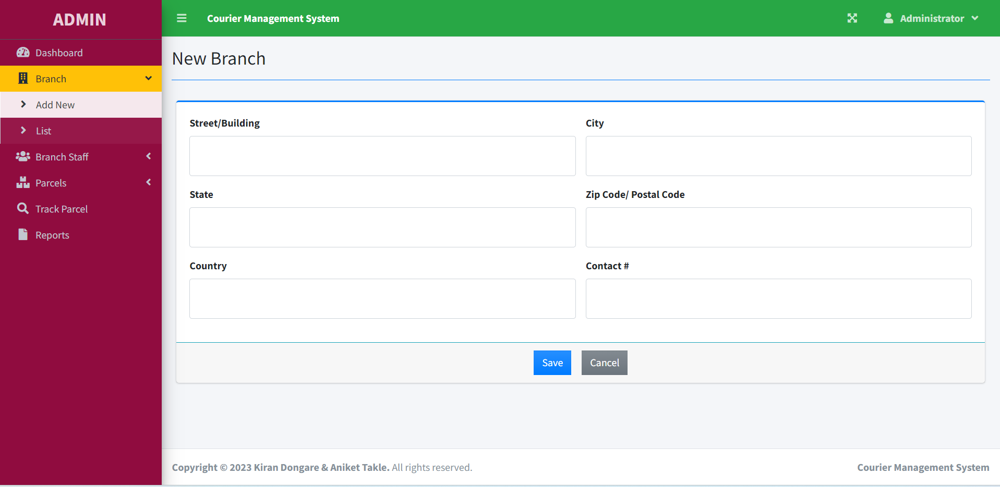 ADMIN
Courier Management System
Administrator
Dashboard
Branch
Add New
List
Branch Staff
Parcels
Track Parcel
Reports
New Branch
Street/Building
City
State
Zip Code/ Postal Code
Country
Contact #
Save
Cancel
Copyright © 2023 Kiran Dongare & Aniket Takle. All rights reserved.
Courier Management System